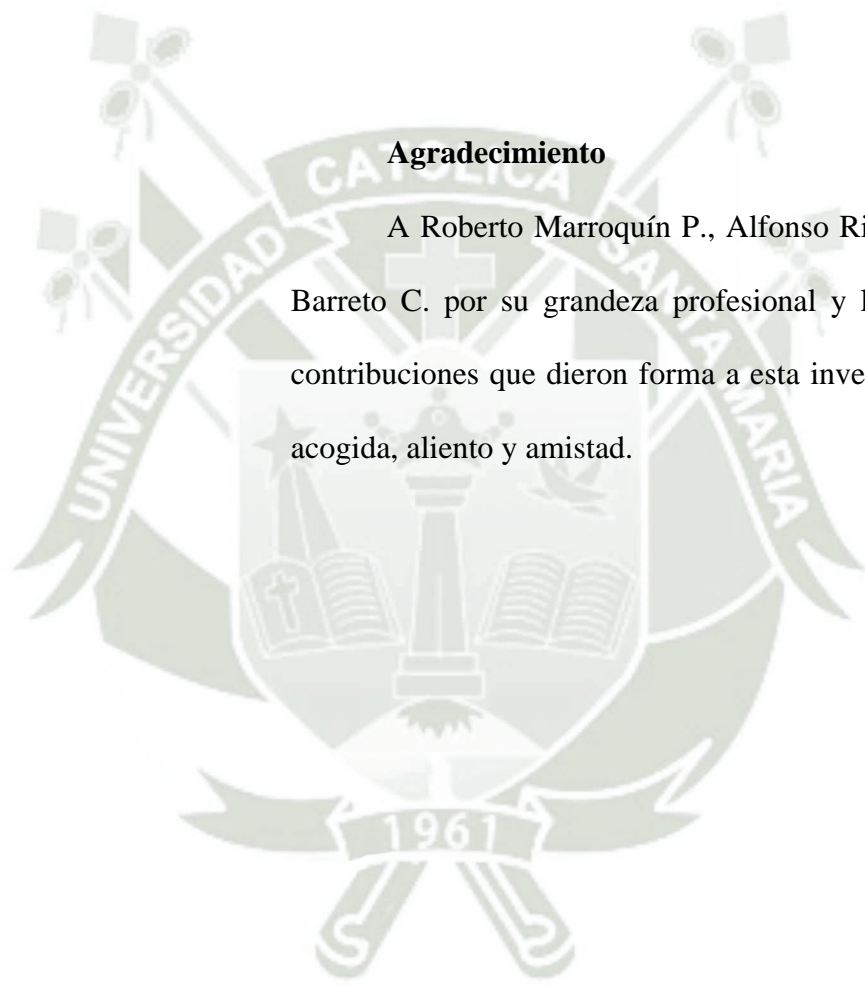 Agradecimiento
A Roberto Marroquín P., Alfonso
Barreto C. por su grandeza profesional y
contribuciones que dieron forma a esta
acogida, aliento y amistad.
UNIVERSIDAD CATOLICA SANTA MARIA
1961